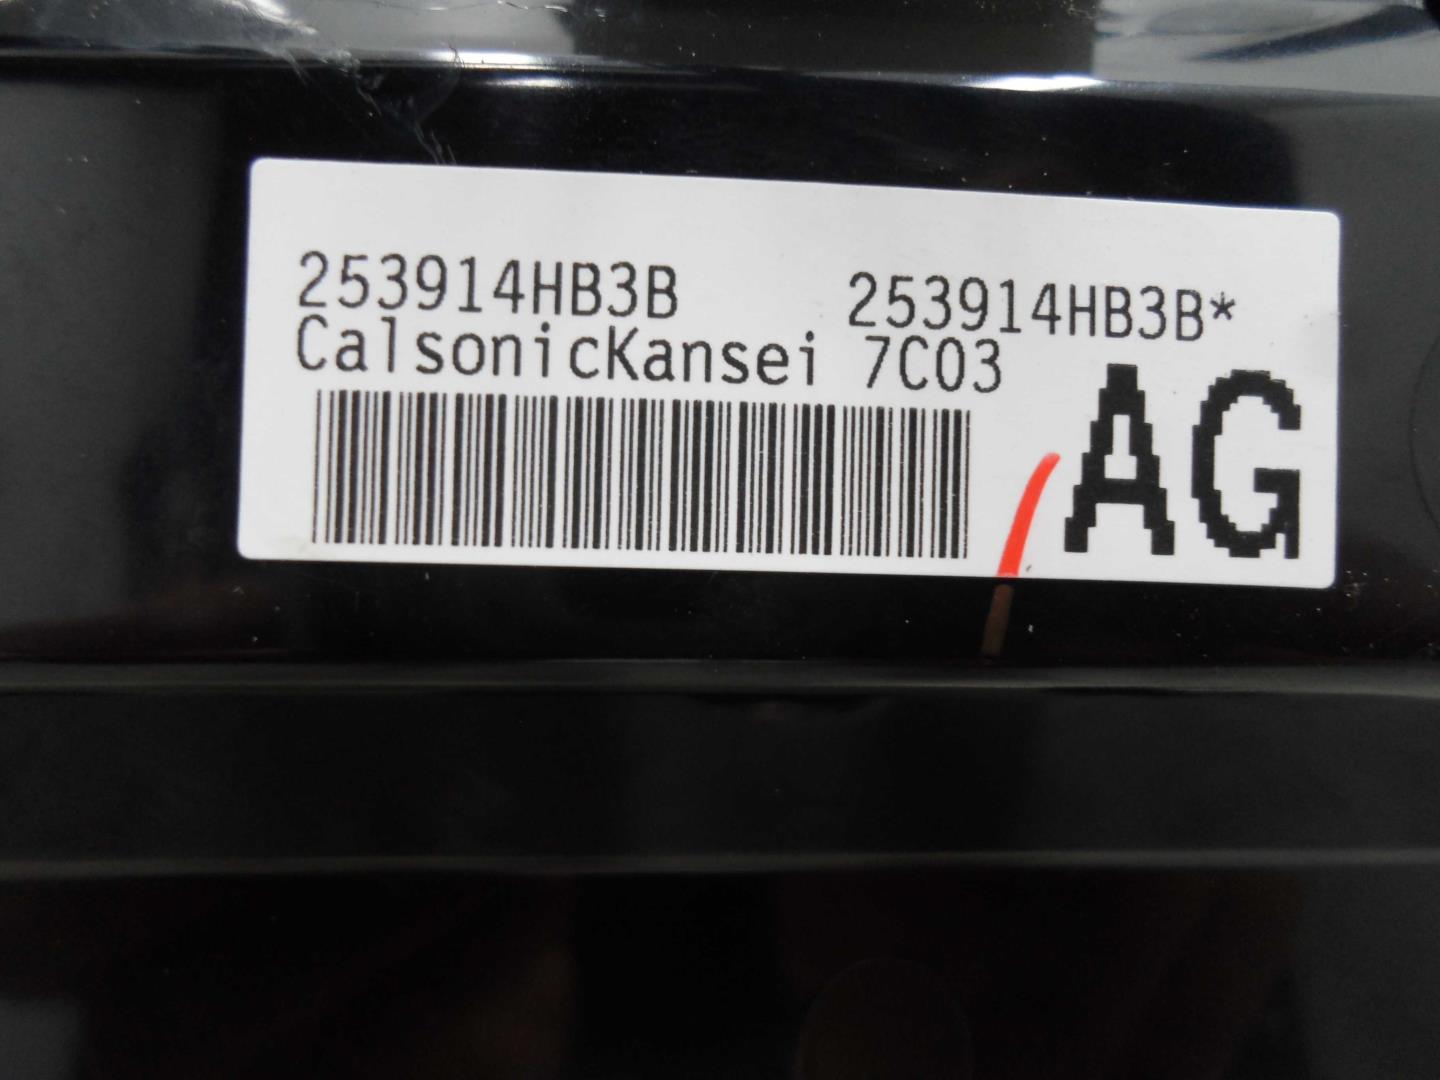 253914HB3B 253914HB3B*
CalsonicKansei 7C03
AG